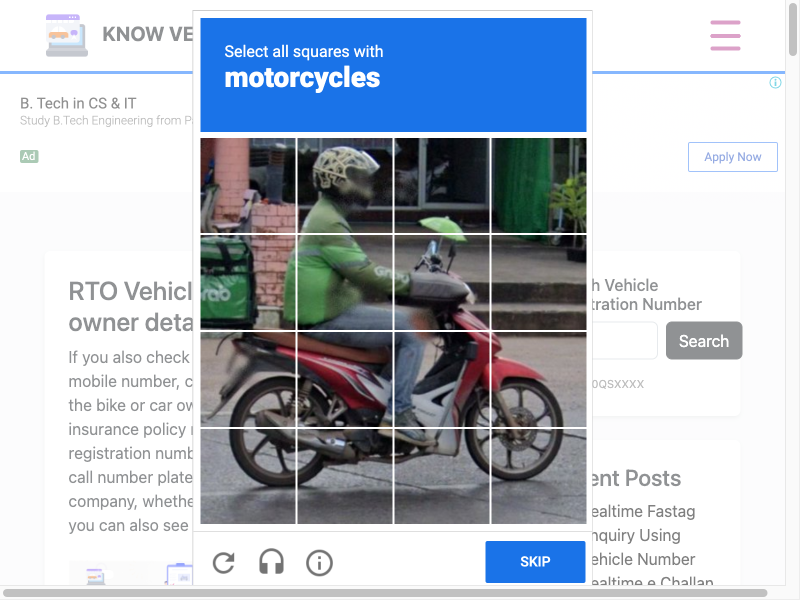 KNOW VE
Select all squares with
motorcycles
B. Tech in CS & IT
Study B.Tech Engineering from P
Ad
Apply Now
RTO Vehicl
owner deta
If you also check
mobile number, c
the bike or car ow
insurance policy
registration numb
call number plate
company, whethe
you can also see
h Vehicle
tration Number
Search
0QSXXXX
ent Posts
ealtime Fastag
nquiry Using
ehicle Number
ealtime e Challan
Grab
rab
SKIP